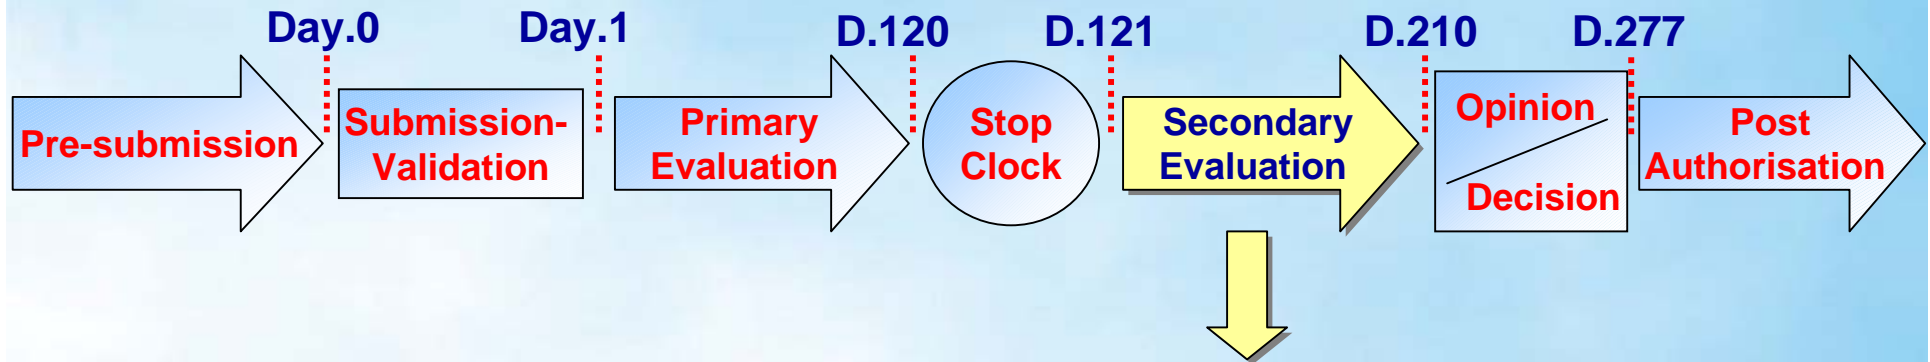 Day.0 Day.1 D.120 D.121 D.210 D.277
Pre-submission
Submission-
Validation
Primary
Evaluation
Stop
Clock
Secondary
Evaluation
Opinion
Decision
Post
Authorisation